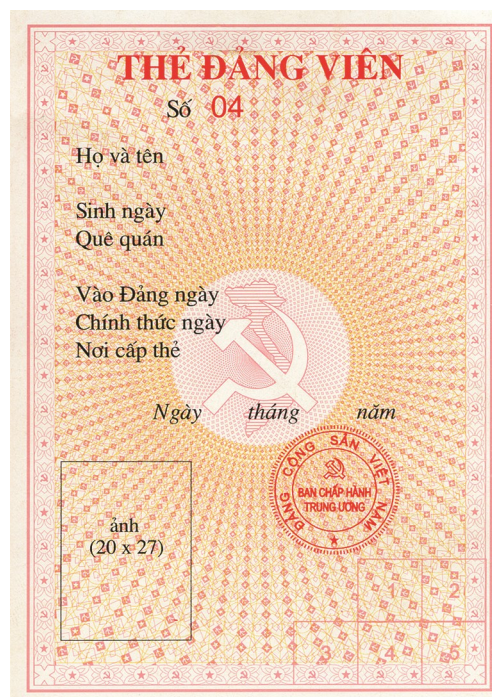 THẺ ĐẢNG VIÊN
Số 04
Họ và tên
Sinh ngày
Quê quán
Vào Đảng ngày
Chính thức ngày
Nơi cấp thẻ
Ngày tháng năm
ĐẢNG CỘNG SẢN VIỆT NAM
BAN CHẤP HÀNH
TRUNG ƯƠNG
ảnh
(20 x 27)
1 2
3 4 5